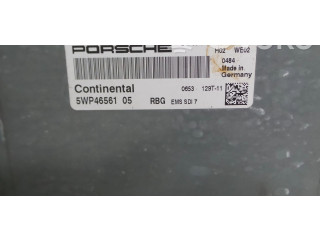 PORSCHE
H02 WE02
0484
Made in
Germany
Continental
0653 129T-11
5WP46561 05 RBG EMS SDI 7